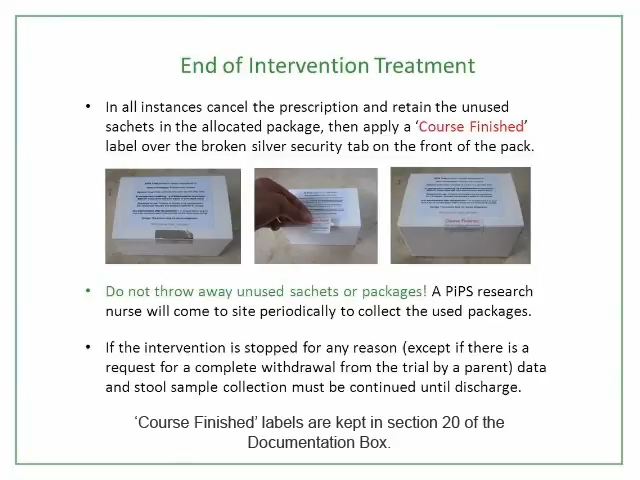 End of Intervention Treatment
• In all instances cancel the prescription and retain the unused
sachets in the allocated package, then apply a ‘Course Finished’
label over the broken silver security tab on the front of the pack.
Course Finished
• Do not throw away unused sachets or packages! A PiPS research
nurse will come to site periodically to collect the used packages.
• If the intervention is stopped for any reason (except if there is a
request for a complete withdrawal from the trial by a parent) data
and stool sample collection must be continued until discharge.
‘Course Finished’ labels are kept in section 20 of the
Documentation Box.